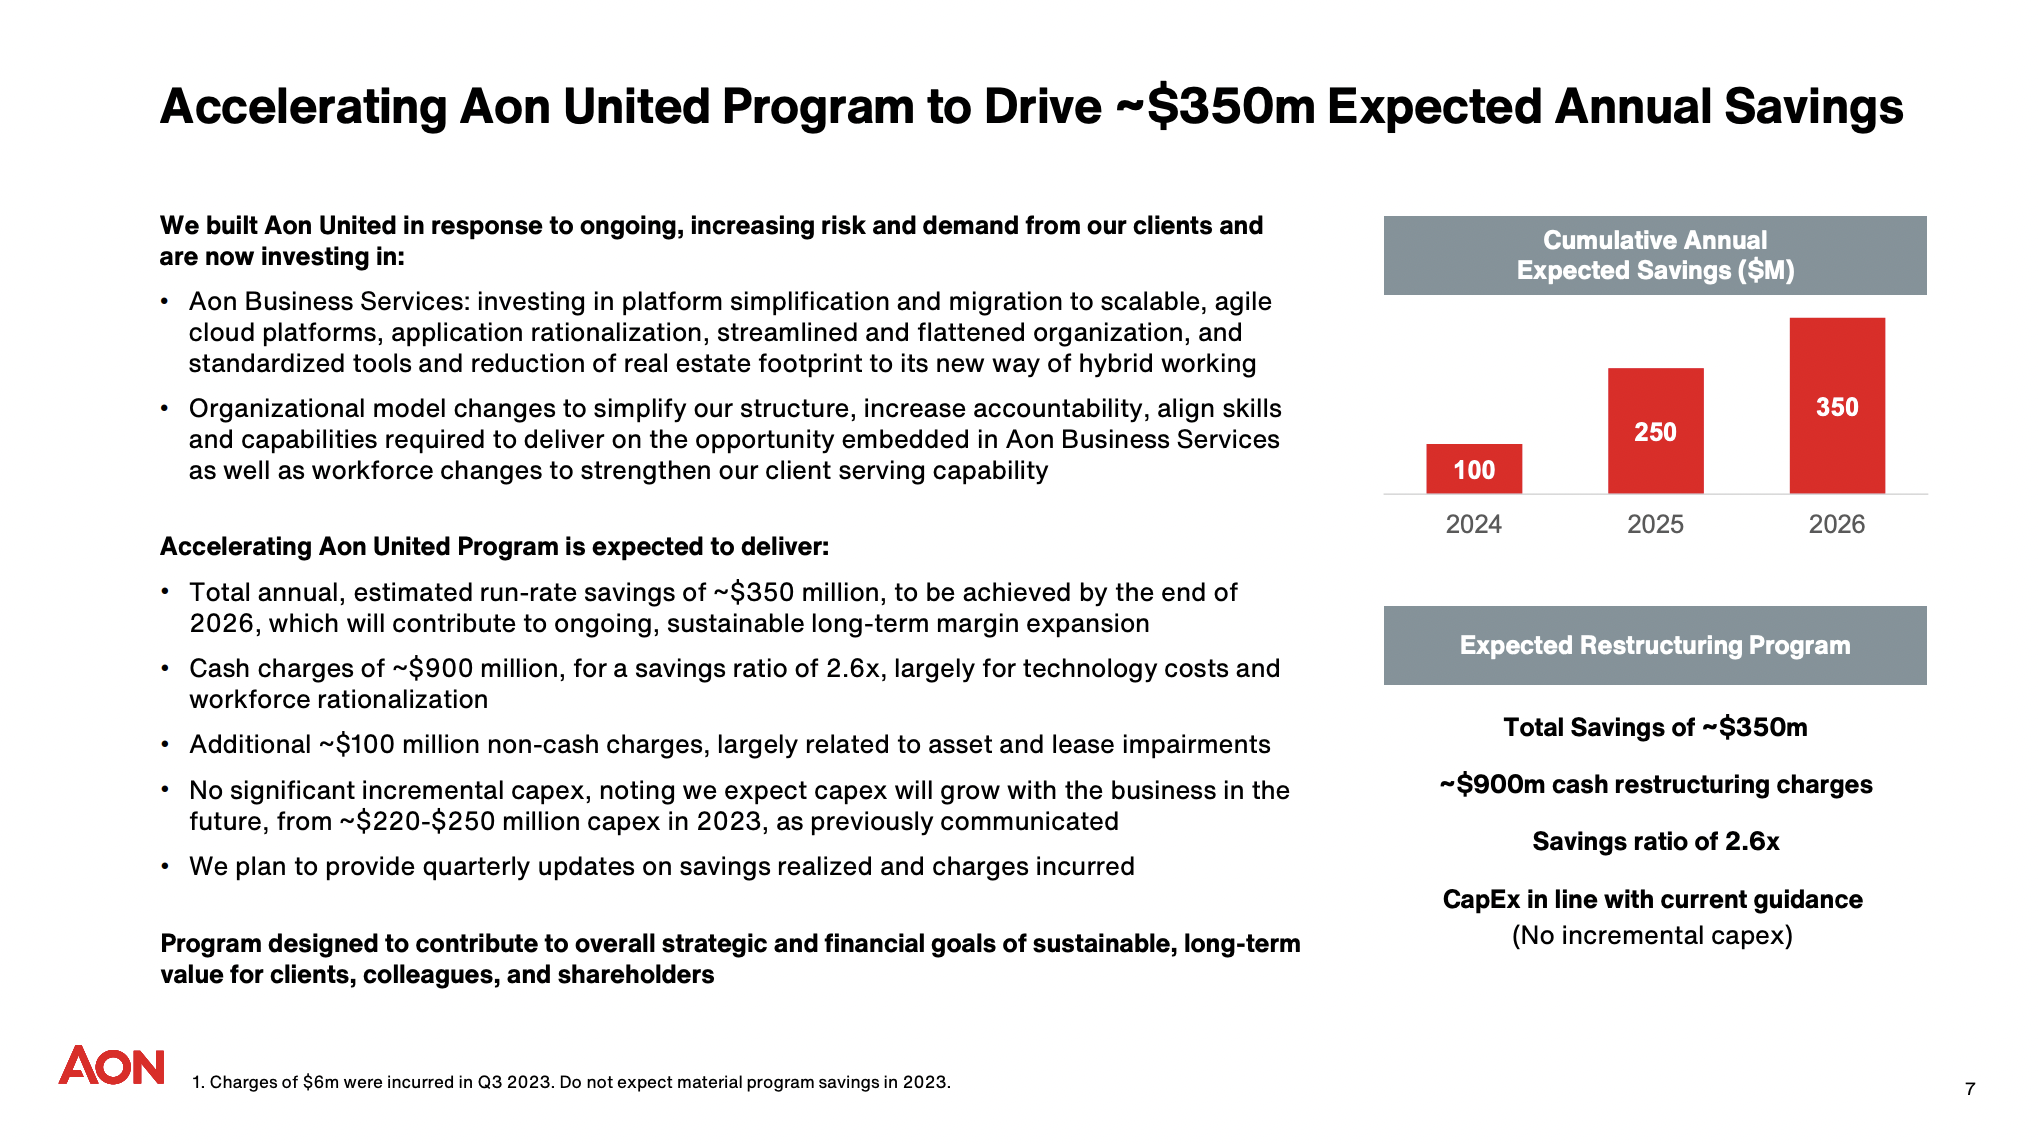 Accelerating Aon United Program to Drive ~$350m Expected Annual Savings
We built Aon United in response to ongoing, increasing risk and demand from our clients and
are now investing in:
• Aon Business Services: investing in platform simplification and migration to scalable, agile
cloud platforms, application rationalization, streamlined and flattened organization, and
standardized tools and reduction of real estate footprint to its new way of hybrid working
• Organizational model changes to simplify our structure, increase accountability, align skills
and capabilities required to deliver on the opportunity embedded in Aon Business Services
as well as workforce changes to strengthen our client serving capability
Accelerating Aon United Program is expected to deliver:
• Total annual, estimated run-rate savings of ~$350 million, to be achieved by the end of
2026, which will contribute to ongoing, sustainable long-term margin expansion
• Cash charges of ~$900 million, for a savings ratio of 2.6x, largely for technology costs and
workforce rationalization
• Additional ~$100 million non-cash charges, largely related to asset and lease impairments
• No significant incremental capex, noting we expect capex will grow with the business in the
future, from ~$220-$250 million capex in 2023, as previously communicated
• We plan to provide quarterly updates on savings realized and charges incurred
Program designed to contribute to overall strategic and financial goals of sustainable, long-term
value for clients, colleagues, and shareholders
Cumulative Annual
Expected Savings ($M)
100
250
350
2024
2025
2026
Expected Restructuring Program
Total Savings of ~$350m
~$900m cash restructuring charges
Savings ratio of 2.6x
CapEx in line with current guidance
(No incremental capex)
AON
1. Charges of $6m were incurred in Q3 2023. Do not expect material program savings in 2023.
7